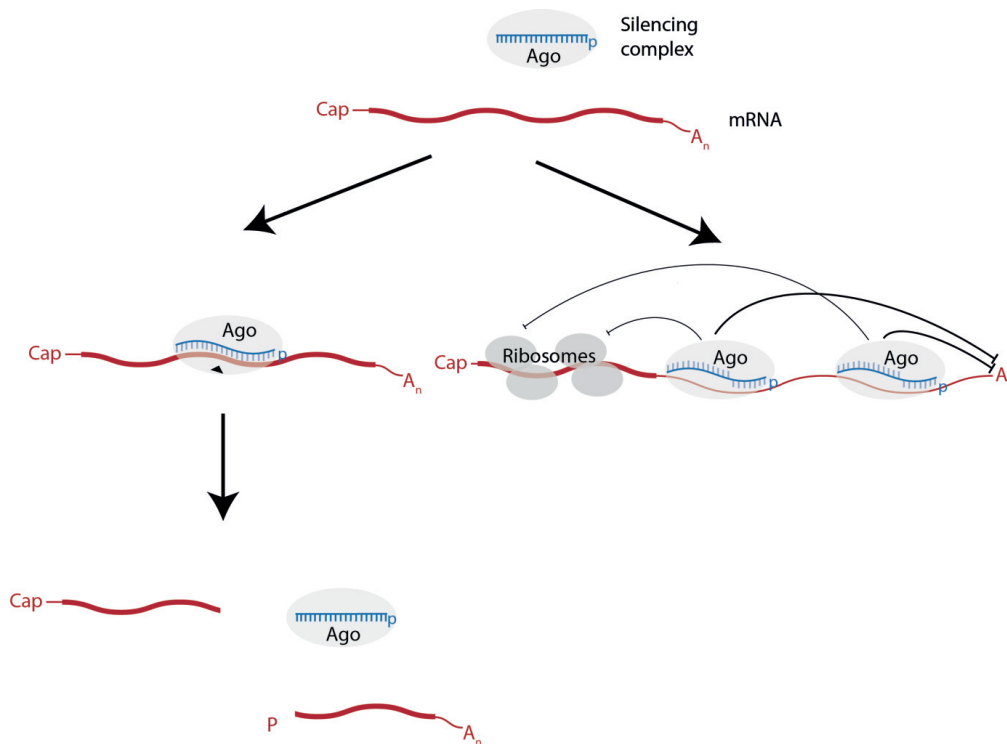 Silencing
complex
p
Ago
Cap
mRNA
An
Ago
p
Cap
An
Cap
Ribosomes
Ago
p
Ago
p
A
Cap
p
Ago
P
An